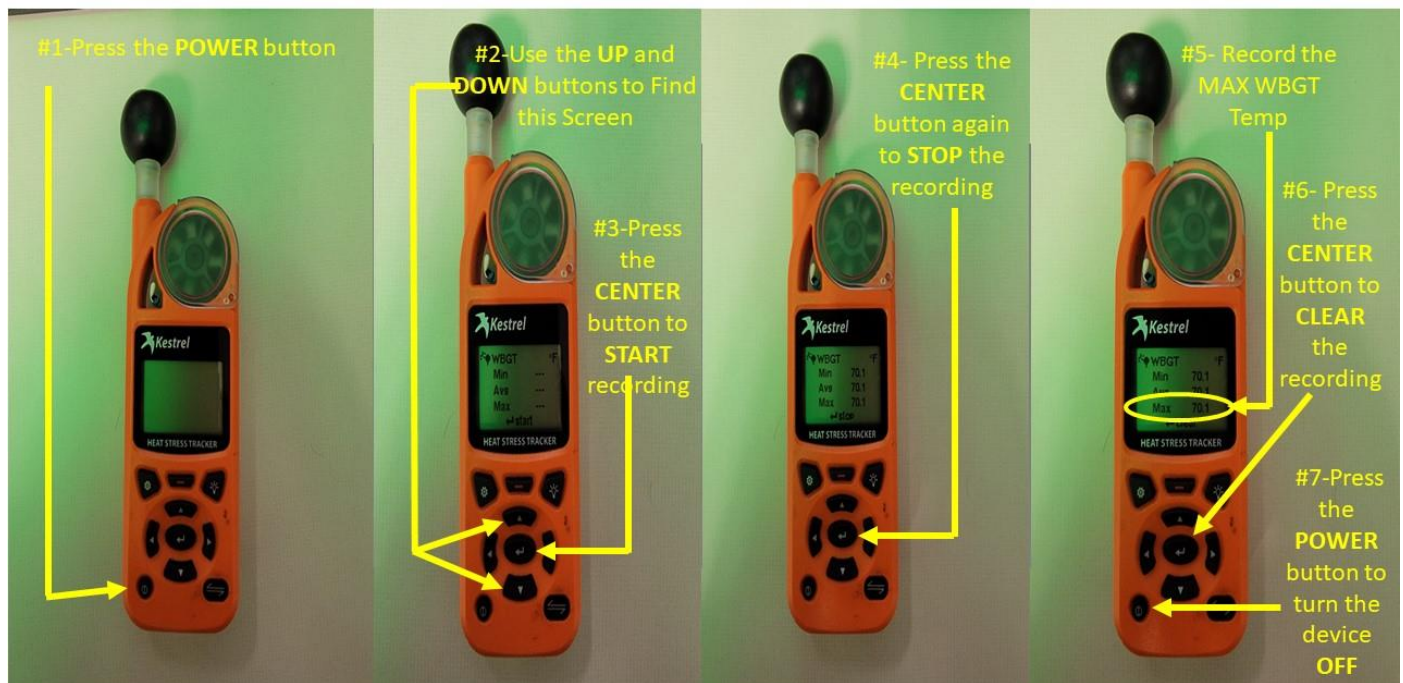 #1-Press the POWER button
Kestrel
HEAT STRESS TRACKER
#2-Use the UP and
DOWN buttons to Find
this Screen
#3-Press
the
CENTER
button to
START
recording
Kestrel
WBGT °F
Min ---
Avg ---
Max ---
↵ start
HEAT STRESS TRACKER
#4- Press the
CENTER
button again
to STOP the
recording
Kestrel
WBGT °F
Min 70.1
Avg 70.1
Max 70.1
↵ stop
HEAT STRESS TRACKER
#5- Record the
MAX WBGT
Temp
#6- Press
the
CENTER
button to
CLEAR
the
recording
Kestrel
WBGT °F
Min 70.1
Avg 70.1
Max 70.1
HEAT STRESS TRACKER
#7-Press
the
POWER
button to
turn the
device
OFF